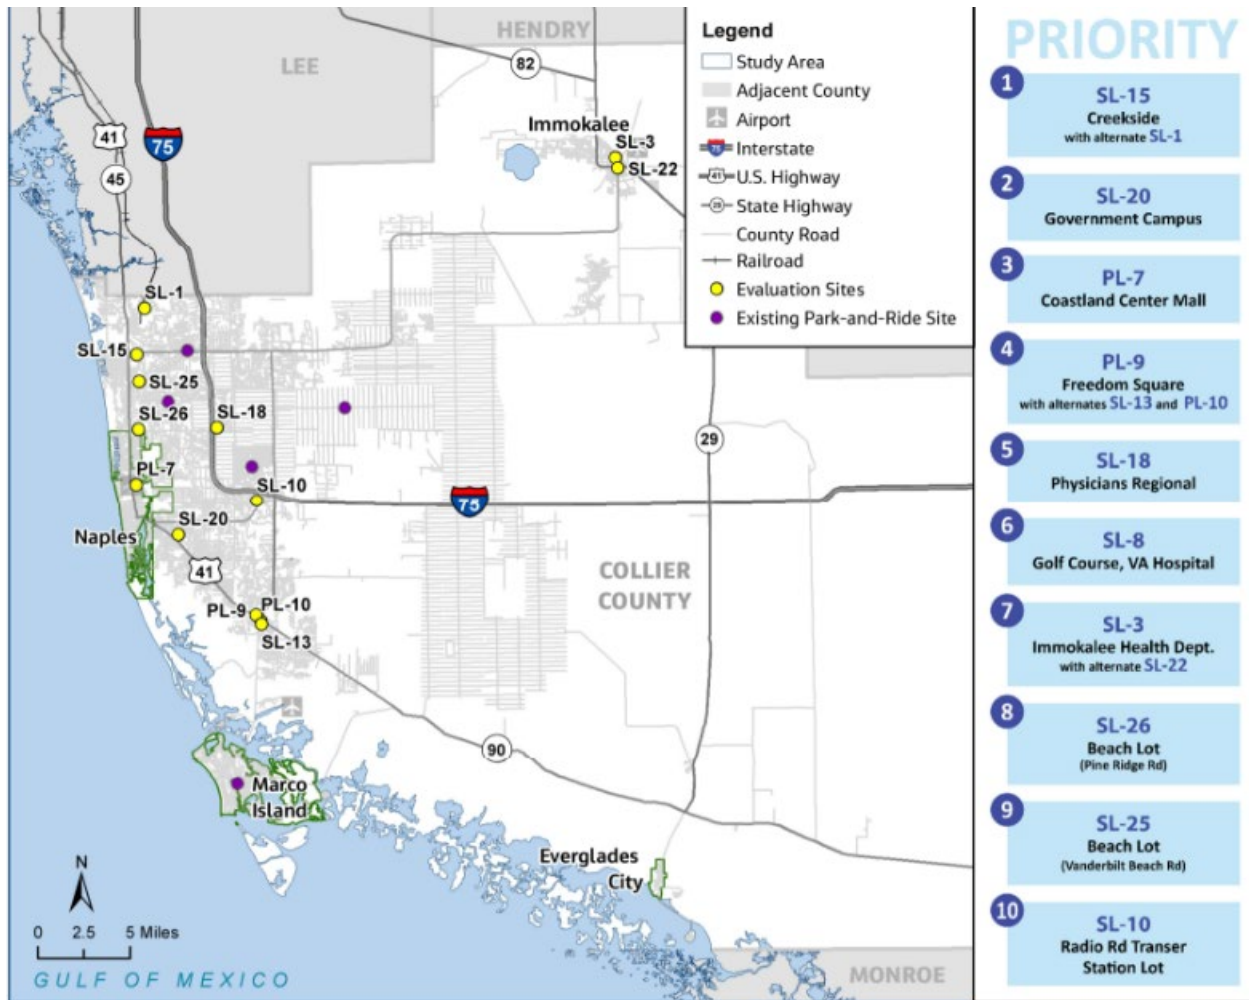 HENDRY
LEE
82
Immokalee
SL-3
SL-22
41
75
45
SL-1
SL-15
SL-25
SL-26
SL-18
PL-7
SL-10
75
29
SL-20
Naples
41
COLLIER
COUNTY
PL-9
PL-10
SL-13
90
Marco
Island
Everglades
City
N
0 2.5 5 Miles
GULF OF MEXICO
MONROE
Legend
Study Area
Adjacent County
Airport
Interstate
41 U.S. Highway
29 State Highway
County Road
Railroad
Evaluation Sites
Existing Park-and-Ride Site
PRIORITY
1
SL-15
Creekside
with alternate SL-1
2
SL-20
Government Campus
3
PL-7
Coastland Center Mall
4
PL-9
Freedom Square
with alternates SL-13 and PL-10
5
SL-18
Physicians Regional
6
SL-8
Golf Course, VA Hospital
7
SL-3
Immokalee Health Dept.
with alternate SL-22
8
SL-26
Beach Lot
(Pine Ridge Rd)
9
SL-25
Beach Lot
(Vanderbilt Beach Rd)
10
SL-10
Radio Rd Transer
Station Lot